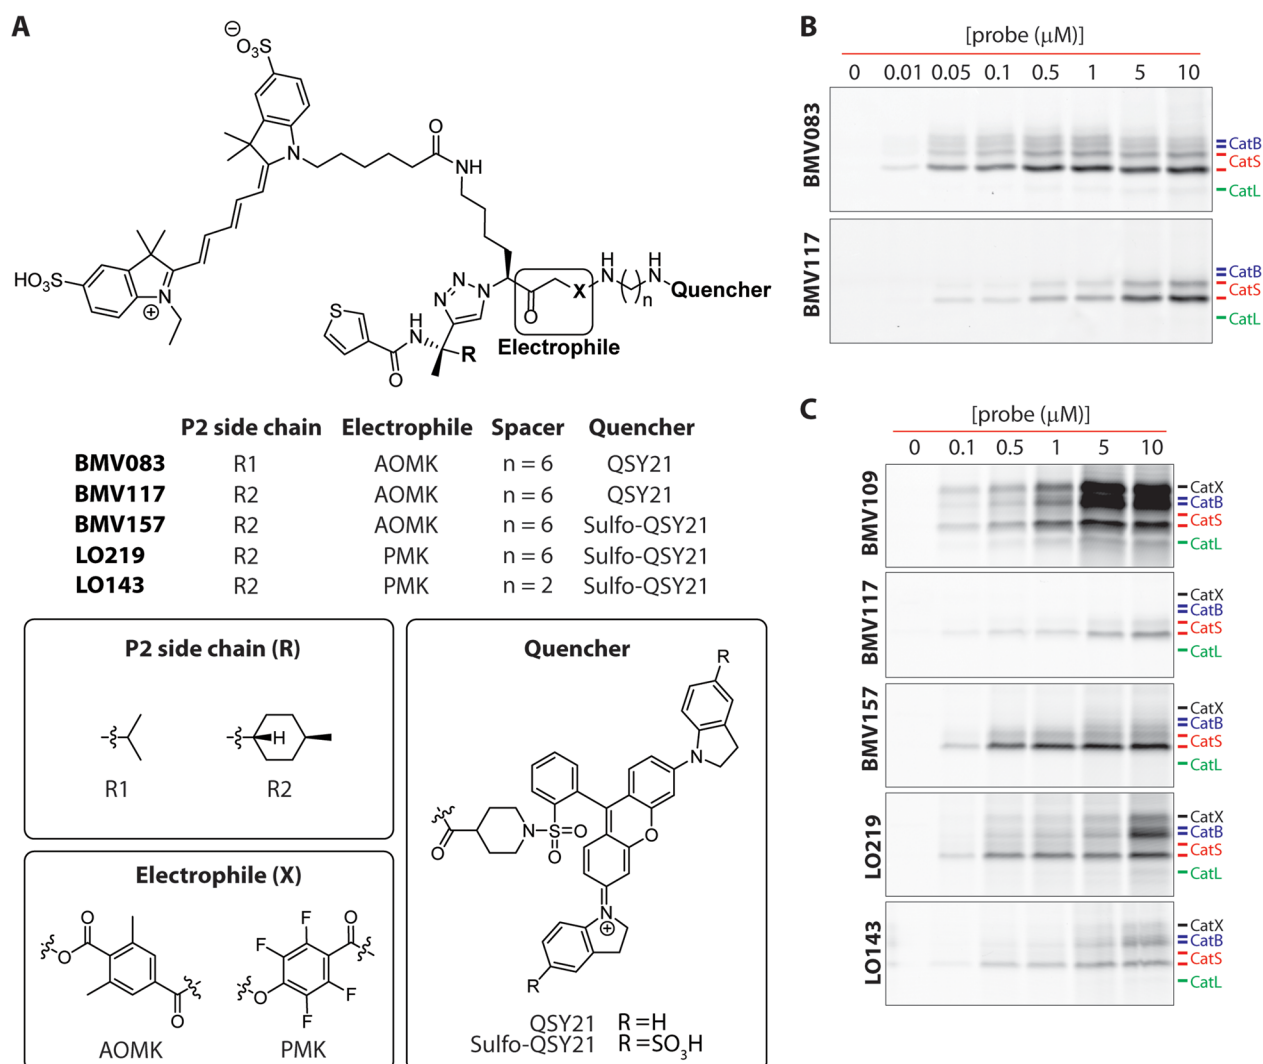 A
⊖
O3S
HO3S
N
N
⊕
O
NH
N
N
N
S
H
N
O
R
O
X
H
N
( )n
H
N
Quencher
Electrophile
P2 side chain Electrophile Spacer Quencher
BMV083 R1 AOMK n = 6 QSY21
BMV117 R2 AOMK n = 6 QSY21
BMV157 R2 AOMK n = 6 Sulfo-QSY21
LO219 R2 PMK n = 6 Sulfo-QSY21
LO143 R2 PMK n = 2 Sulfo-QSY21
P2 side chain (R)
H
R1 R2
Electrophile (X)
O
O
O
F
F
F
F
O
O
AOMK PMK
Quencher
R
N
O
N
S
O
O
O
N
⊕
R
QSY21 R =H
Sulfo-QSY21 R =SO3H
B
[probe (µM)]
0 0.01 0.05 0.1 0.5 1 5 10
BMV083
CatB
CatS
CatL
BMV117
CatB
CatS
CatL
C
[probe (µM)]
0 0.1 0.5 1 5 10
BMV109
CatX
CatB
CatS
CatL
BMV117
CatX
CatB
CatS
CatL
BMV157
CatX
CatB
CatS
CatL
LO219
CatX
CatB
CatS
CatL
LO143
CatX
CatB
CatS
CatL